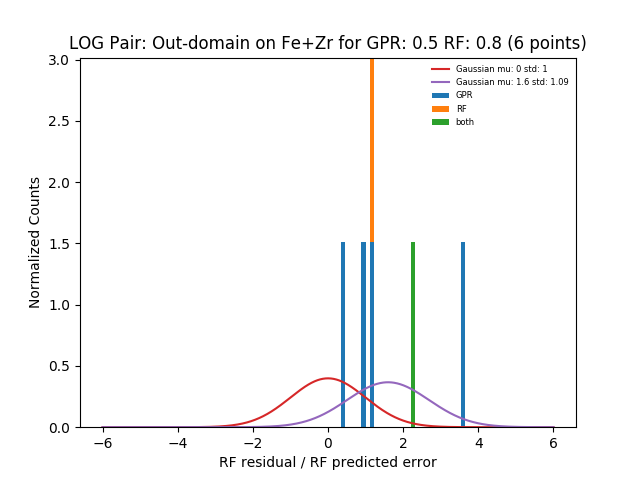 LOG Pair: Out-domain on Fe+Zr for GPR: 0.5 RF: 0.8 (6 points)
3.0
2.5
2.0
1.5
1.0
0.5
0.0
Normalized Counts
Gaussian mu: 0 std: 1
Gaussian mu: 1.6 std: 1.09
GPR
RF
both
−6 −4 −2 0 2 4 6
RF residual / RF predicted error